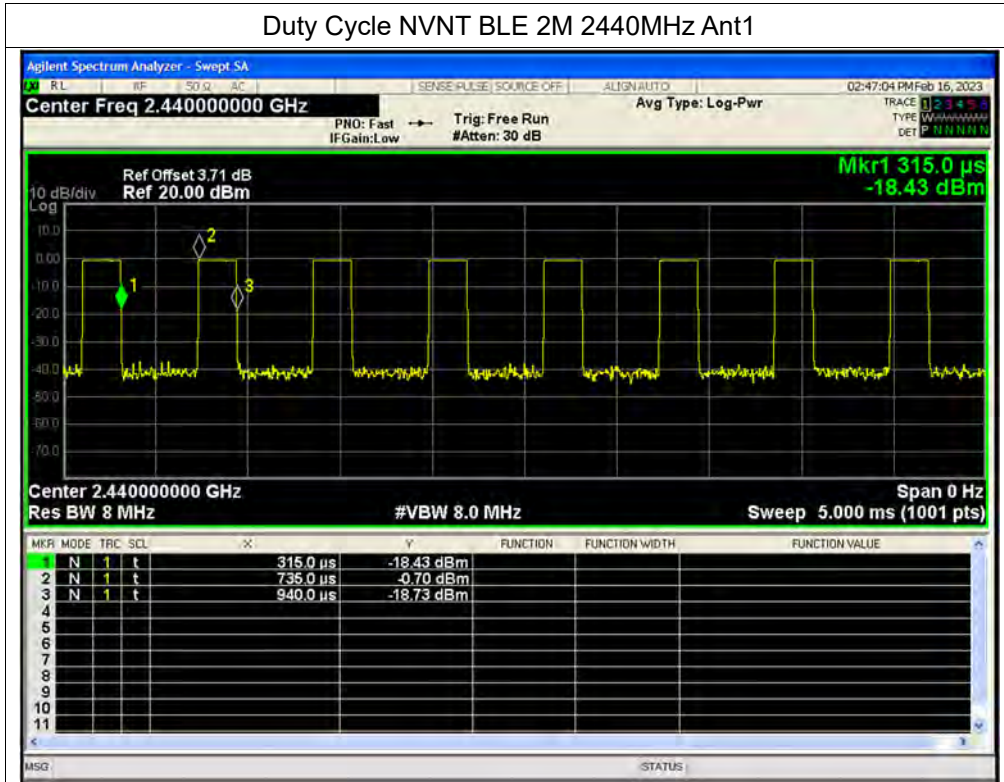 Duty Cycle NVNT BLE 2M 2440MHz Ant1
Agilent Spectrum Analyzer - Swept SA
LXI RL RF 50 Ω AC SENSE:PULSE SOURCE OFF ALIGNAUTO 02:47:04 PM Feb 16, 2023
Center Freq 2.440000000 GHz
Avg Type: Log-Pwr
TRACE 1 2 3 4 5 6
PNO: Fast Trig: Free Run
TYPE W
IFGain:Low #Atten: 30 dB
DET P N N N N N
Mkr1 315.0 µs
-18.43 dBm
Ref Offset 3.71 dB
10 dB/div Ref 20.00 dBm
Log
10.0
0.00
-10.0
-20.0
-30.0
-40.0
-50.0
-60.0
-70.0
1
2
3
Center 2.440000000 GHz Span 0 Hz
Res BW 8 MHz #VBW 8.0 MHz Sweep 5.000 ms (1001 pts)
MKR MODE TRC SCL X Y FUNCTION FUNCTION WIDTH FUNCTION VALUE
1 N 1 t 315.0 µs -18.43 dBm
2 N 1 t 735.0 µs -0.70 dBm
3 N 1 t 940.0 µs -18.73 dBm
4
5
6
7
8
9
10
11
MSG STATUS